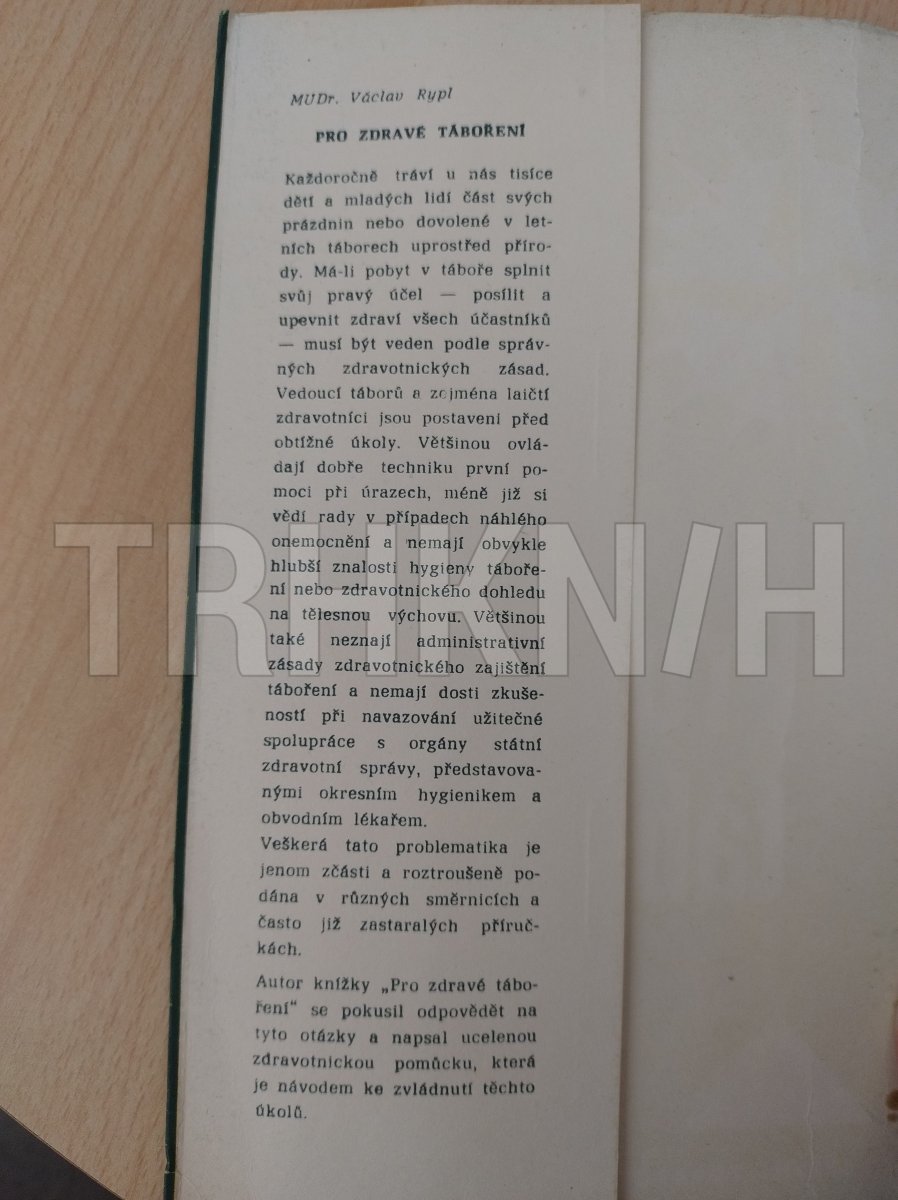 MUDr. Václav Rypl
PRO ZDRAVÉ TÁBOŘENÍ
Každoročně tráví u nás tisíce
dětí a mladých lidí část svých
prázdnin nebo dovolené v let-
ních táborech uprostřed příro-
dy. Má-li pobyt v táboře splnit
svůj pravý účel — posílit a
upevnit zdraví všech účastníků
— musí být veden podle správ-
ných zdravotnických zásad.
Vedoucí táborů a zejména laičtí
zdravotníci jsou postaveni před
obtížné úkoly. Většinou ovlá-
dají dobře techniku první po-
moci při úrazech, méně již si
vědí rady v případech náhlého
onemocnění a nemají obvykle
hlubší znalosti hygieny táboře-
ní nebo zdravotnického dohledu
na tělesnou výchovu. Většinou
také neznají administrativní
zásady zdravotnického zajištění
táboření a nemají dosti zkuše-
ností při navazování užitečné
spolupráce s orgány státní
zdravotní správy, představova-
nými okresním hygienikem a
obvodním lékařem.
Veškerá tato problematika je
jenom zčásti a roztroušeně po-
dána v různých směrnicích a
často již zastaralých příruč-
kách.
Autor knížky „Pro zdravé tábo-
ření“ se pokusil odpovědět na
tyto otázky a napsal ucelenou
zdravotnickou pomůcku, která
je návodem ke zvládnutí těchto
úkolů.